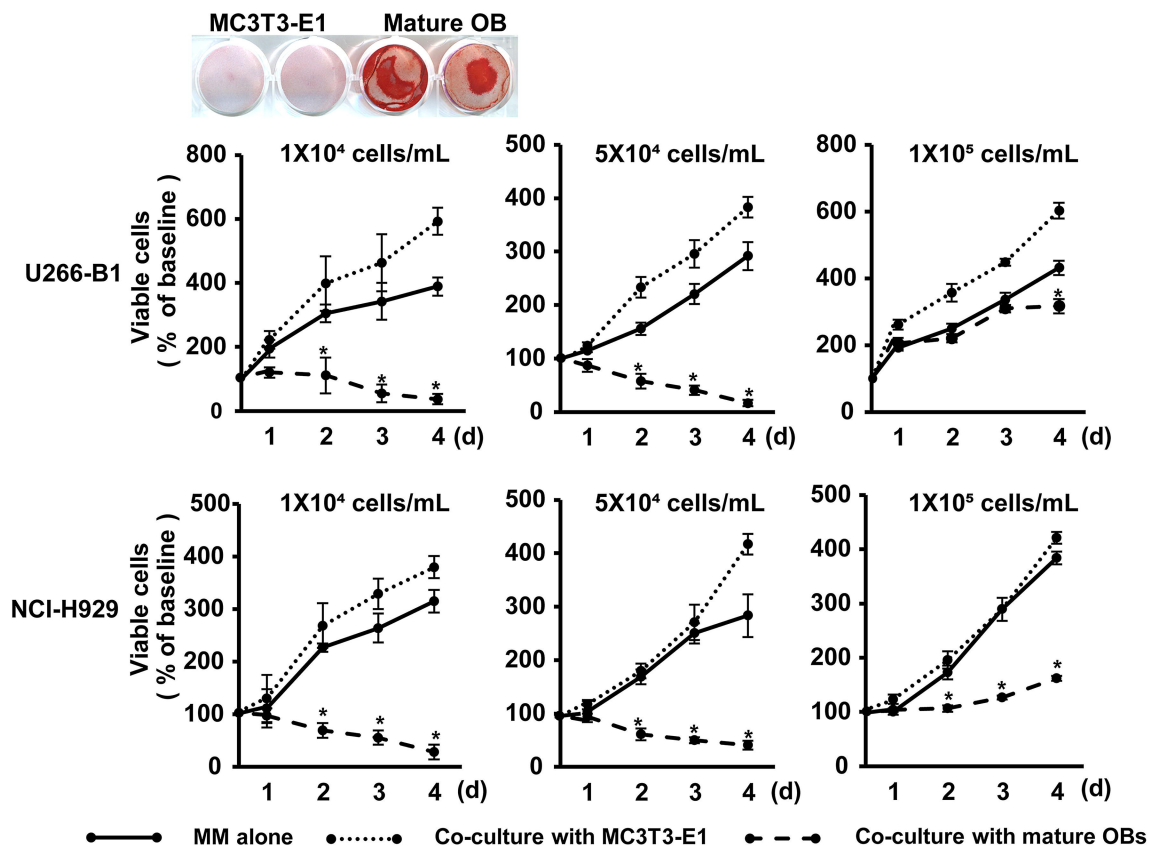 MC3T3-E1 Mature OB
U266-B1
Viable cells
( % of baseline )
1X10⁴ cells/mL
800
600
400
200
0
*
*
*
1 2 3 4 (d)
5X10⁴ cells/mL
500
400
300
200
100
0
*
*
*
1 2 3 4 (d)
1X10⁵ cells/mL
800
600
400
200
0
*
1 2 3 4 (d)
NCI-H929
Viable cells
( % of baseline )
1X10⁴ cells/mL
500
400
300
200
100
0
*
*
*
1 2 3 4 (d)
5X10⁴ cells/mL
500
400
300
200
100
0
*
*
*
1 2 3 4 (d)
1X10⁵ cells/mL
500
400
300
200
100
0
*
*
*
1 2 3 4 (d)
MM alone Co-culture with MC3T3-E1 Co-culture with mature OBs